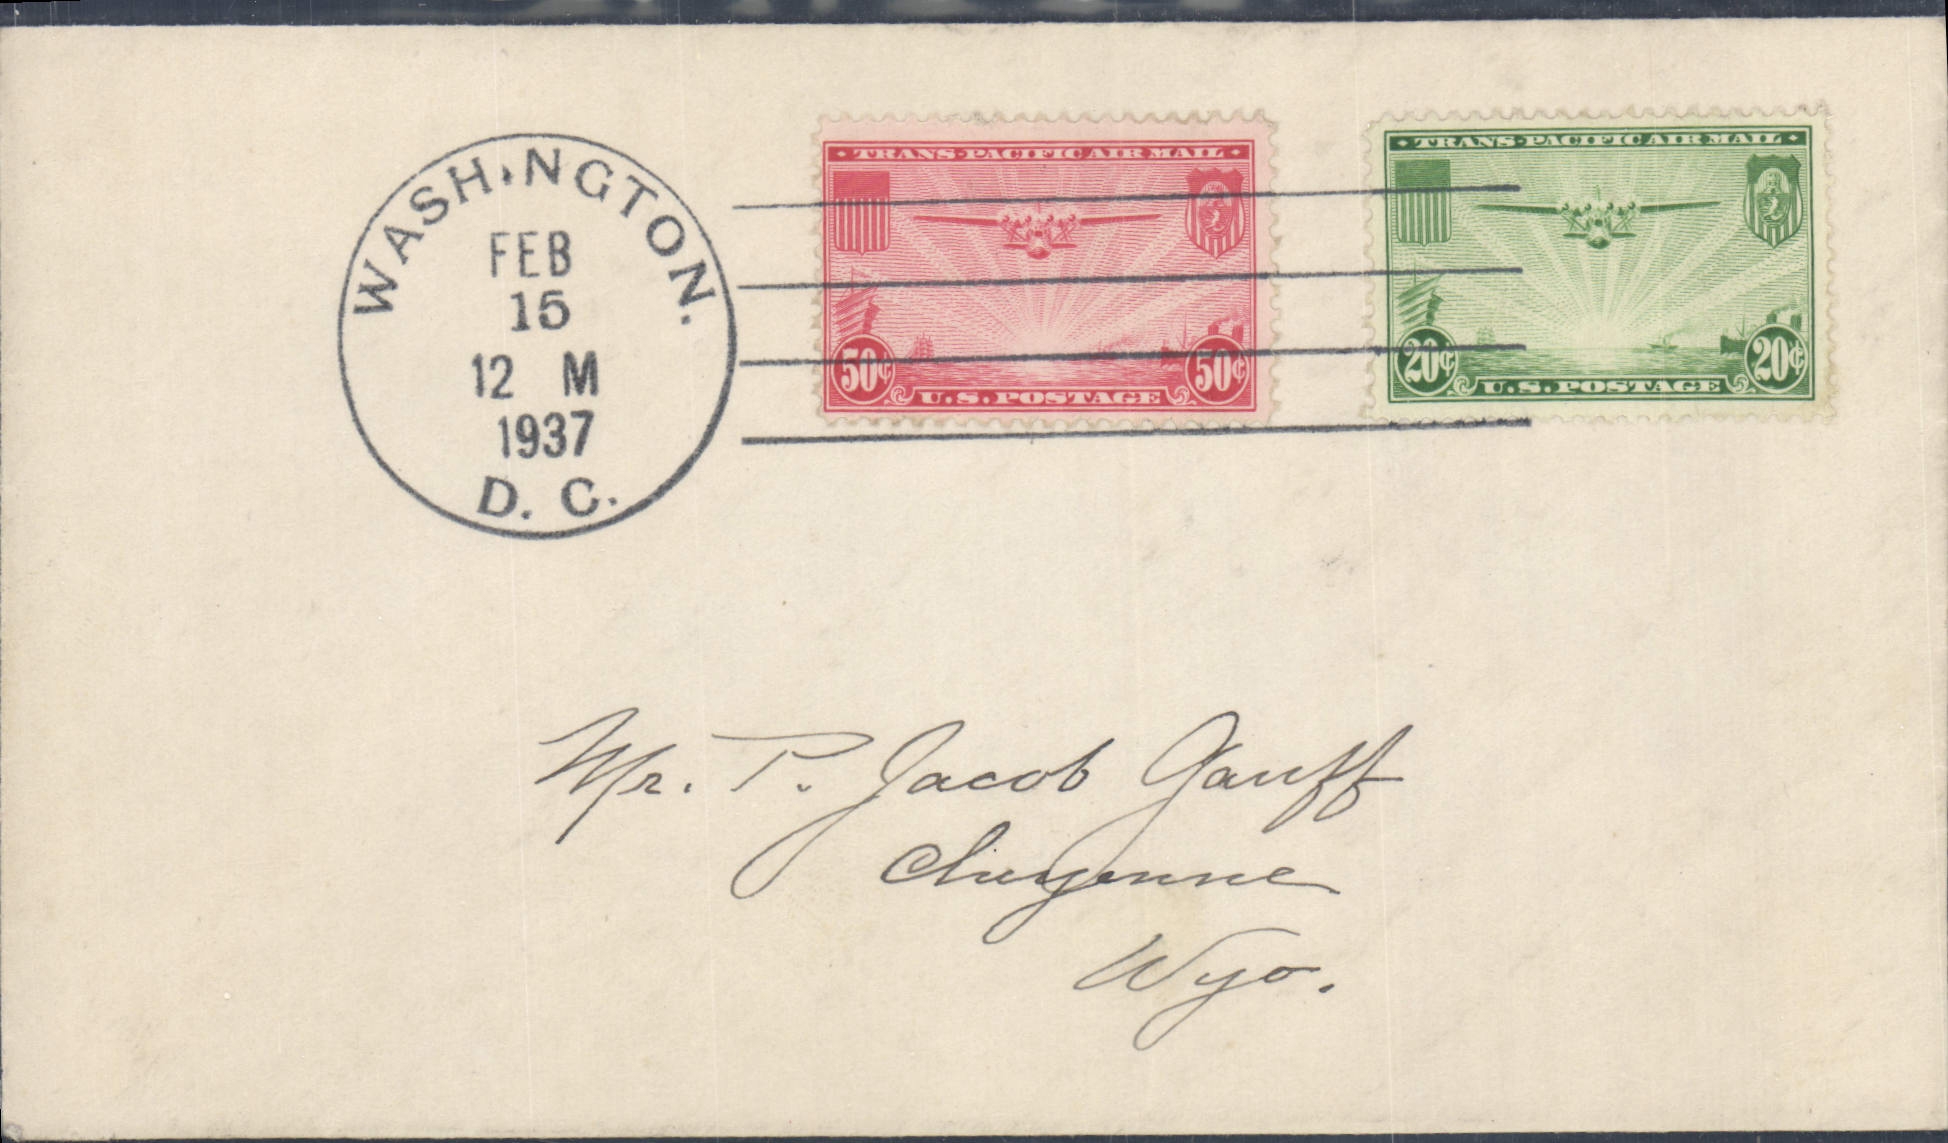 WASHINGTON.
FEB
15
12 M
1937
D. C.
TRANS-PACIFIC AIR MAIL
50¢ 50¢
U.S. POSTAGE
TRANS-PACIFIC AIR MAIL
20¢ 20¢
U.S. POSTAGE
Mr. P. Jacob Gauff
Cheyenne
Wyo.